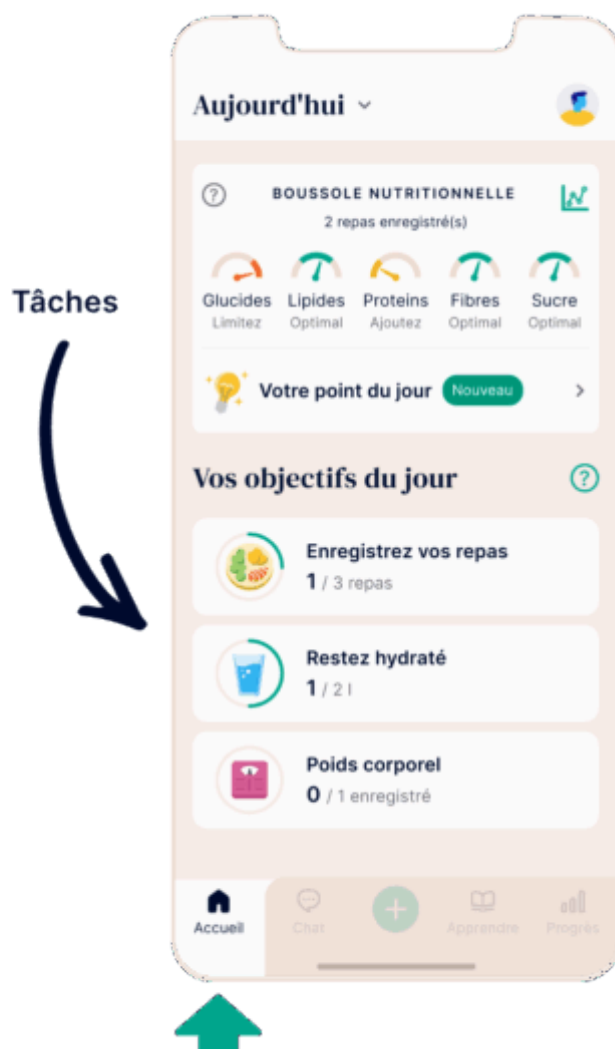 Aujourd'hui
BOUSSOLE NUTRITIONNELLE
2 repas enregistré(s)
Glucides Lipides Proteins Fibres Sucre
Limitez Optimal Ajoutez Optimal Optimal
Tâches
Votre point du jour Nouveau
Vos objectifs du jour
Enregistrez vos repas
1 / 3 repas
Restez hydraté
1 / 2 l
Poids corporel
0 / 1 enregistré
Accueil Chat Apprendre Progrès